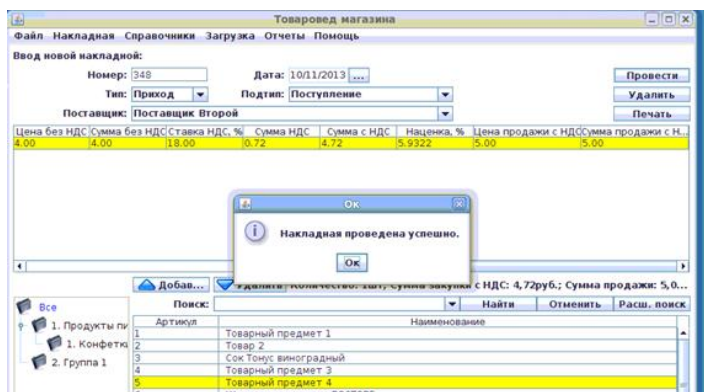 Товаровед магазина
Файл Накладная Справочники Загрузка Отчеты Помощь
Ввод новой накладной:
Номер: 348 Дата: 10/11/2013 ... Провести
Тип: Приход Подтип: Поступление Удалить
Поставщик: Поставщик Второй Печать
Цена без НДС Сумма без НДС Ставка НДС, % Сумма НДС Сумма с НДС Наценка, % Цена продажи с НДС Сумма продажи с Н...
4.00 4.00 18.00 0.72 4.72 5.9322 5.00 5.00
Ок
Накладная проведена успешно.
Ок
Добав... Удалить Количество: 1шт; Сумма закупки с НДС: 4,72руб.; Сумма продажи: 5,0...
Поиск: Найти Отменить Расш. поиск
Все
1. Продукты пи
1. Конфеты
2. Группа 1
Артикул Наименование
1 Товарный предмет 1
2 Товар 2
3 Сок Тонус виноградный
4 Товарный предмет 3
5 Товарный предмет 4